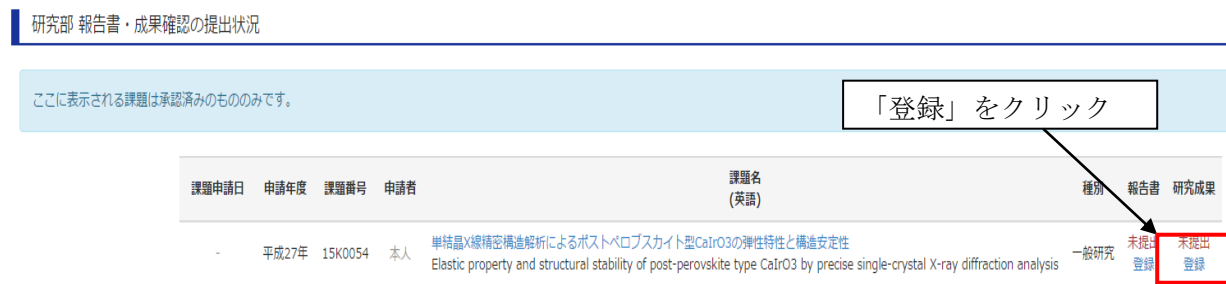 研究部 報告書・成果確認の提出状況
ここに表示される課題は承認済みのもののみです。
「登録」をクリック
課題申請日 申請年度 課題番号 申請者 課題名 種別 報告書 研究成果
(英語)
単結晶X線精密構造解析によるポストペロブスカイト型CaIrO3の弾性特性と構造安定性 未提出 未提出
- 平成27年 15K0054 本人 一般研究
Elastic property and structural stability of post-perovskite type CaIrO3 by precise single-crystal X-ray diffraction analysis 登録 登録